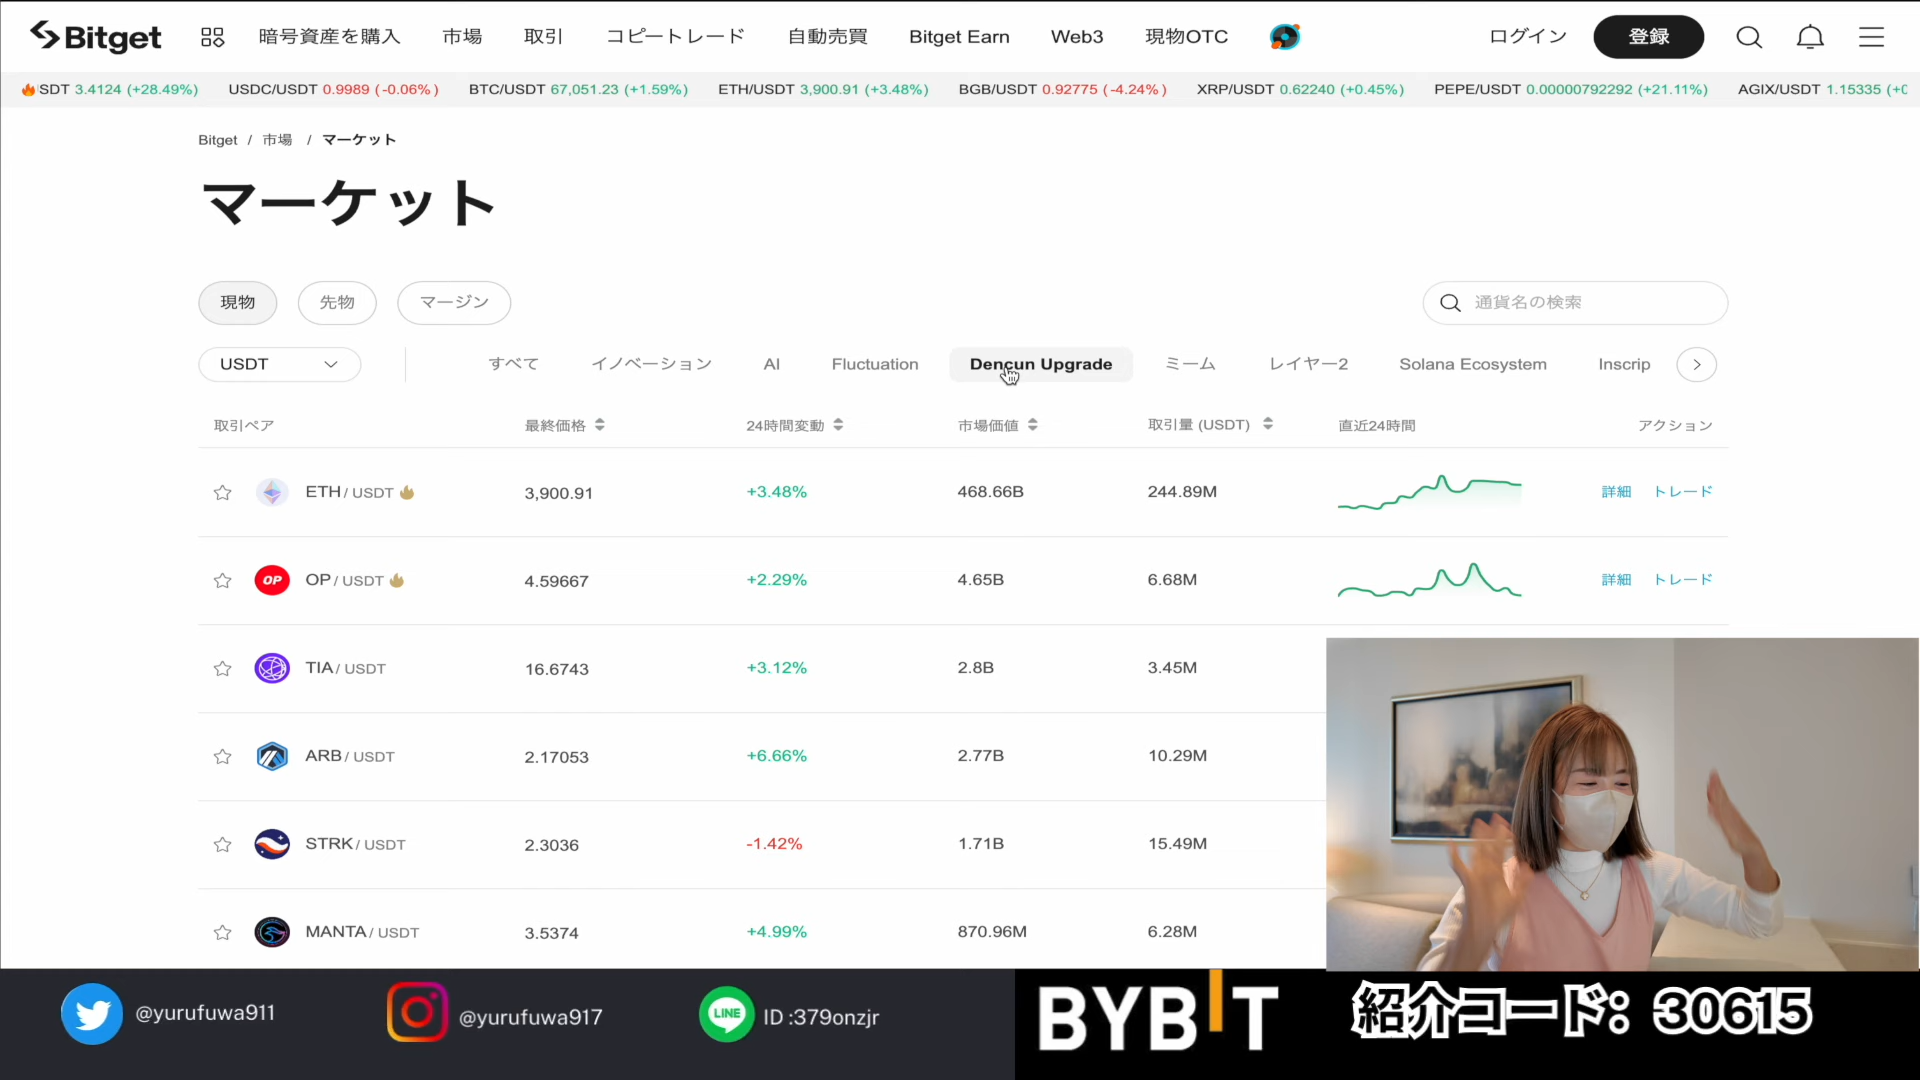 Bitget 暗号資産を購入 市場 取引 コピートレード 自動売買 Bitget Earn Web3 現物OTC ログイン 登録
SDT 3.4124 (+28.49%) USDC/USDT 0.9989 (-0.06%) BTC/USDT 67,051.23 (+1.59%) ETH/USDT 3,900.91 (+3.48%) BGB/USDT 0.92775 (-4.24%) XRP/USDT 0.62240 (+0.45%) PEPE/USDT 0.00000792292 (+21.11%) AGIX/USDT 1.15335 (+0
Bitget / 市場 / マーケット
マーケット
現物 先物 マージン 通貨名の検索
USDT すべて イノベーション AI Fluctuation Dencun Upgrade ミーム レイヤー2 Solana Ecosystem Inscrip
取引ペア 最終価格 24時間変動 市場価値 取引量 (USDT) 直近24時間 アクション
ETH / USDT 3,900.91 +3.48% 468.66B 244.89M 詳細 トレード
OP OP / USDT 4.59667 +2.29% 4.65B 6.68M 詳細 トレード
TIA / USDT 16.6743 +3.12% 2.8B 3.45M
ARB / USDT 2.17053 +6.66% 2.77B 10.29M
STRK / USDT 2.3036 -1.42% 1.71B 15.49M
MANTA / USDT 3.5374 +4.99% 870.96M 6.28M
@yurufuwa911 @yurufuwa917 LINE ID :379onzjr BYBIT 紹介コード: 30615